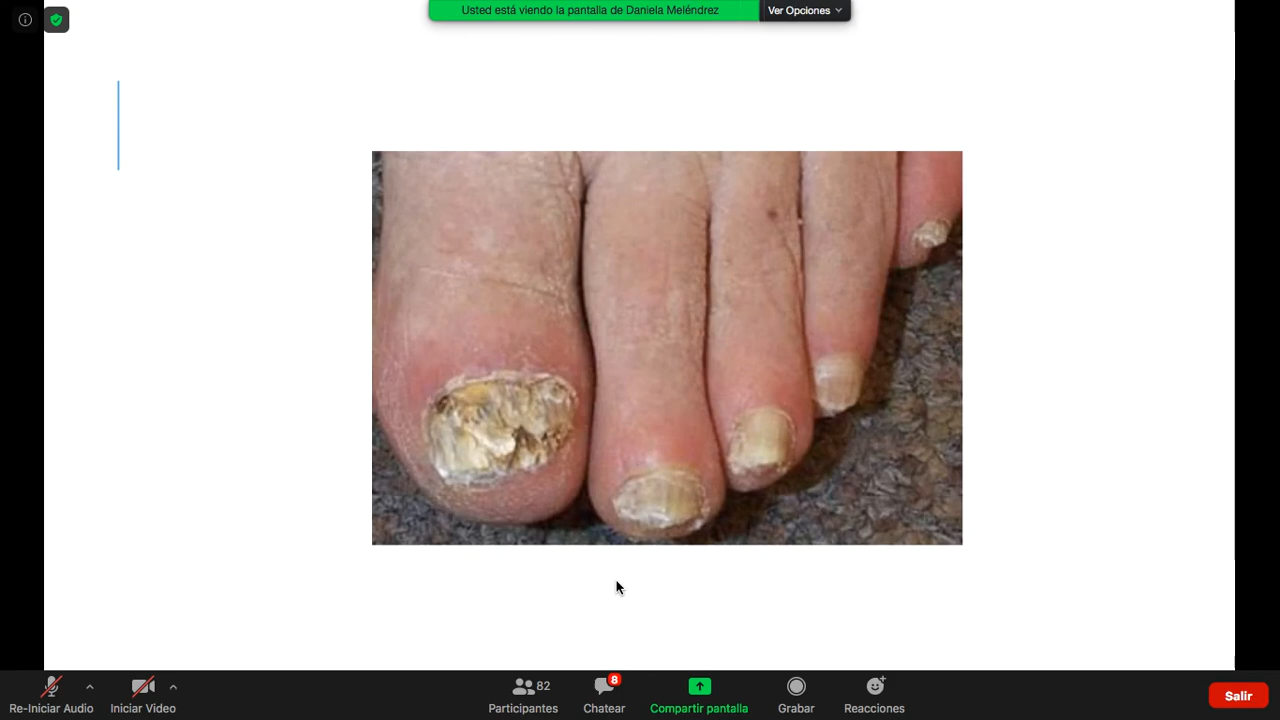 Usted está viendo la pantalla de Daniela Meléndrez
Ver Opciones
8
82
Re-Iniciar Audio
Iniciar Video
Participantes
Chatear
Compartir pantalla
Grabar
Reacciones
Salir